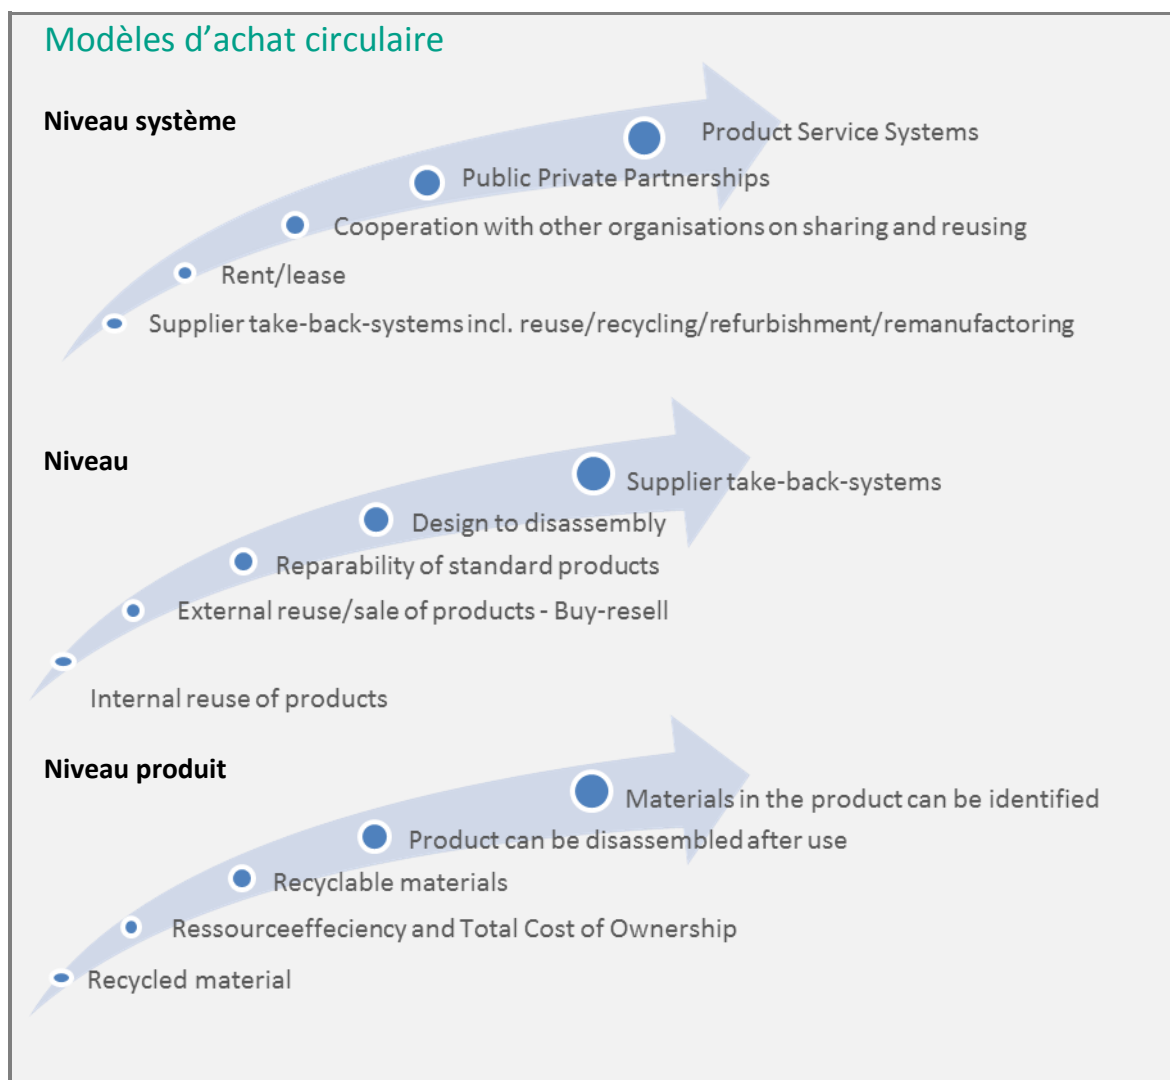 Modèles d’achat circulaire
Niveau système
Product Service Systems
Public Private Partnerships
Cooperation with other organisations on sharing and reusing
Rent/lease
Supplier take-back-systems incl. reuse/recycling/refurbishment/remanufactoring
Niveau
Supplier take-back-systems
Design to disassembly
Reparability of standard products
External reuse/sale of products - Buy-resell
Internal reuse of products
Niveau produit
Materials in the product can be identified
Product can be disassembled after use
Recyclable materials
Ressourceeffeciency and Total Cost of Ownership
Recycled material